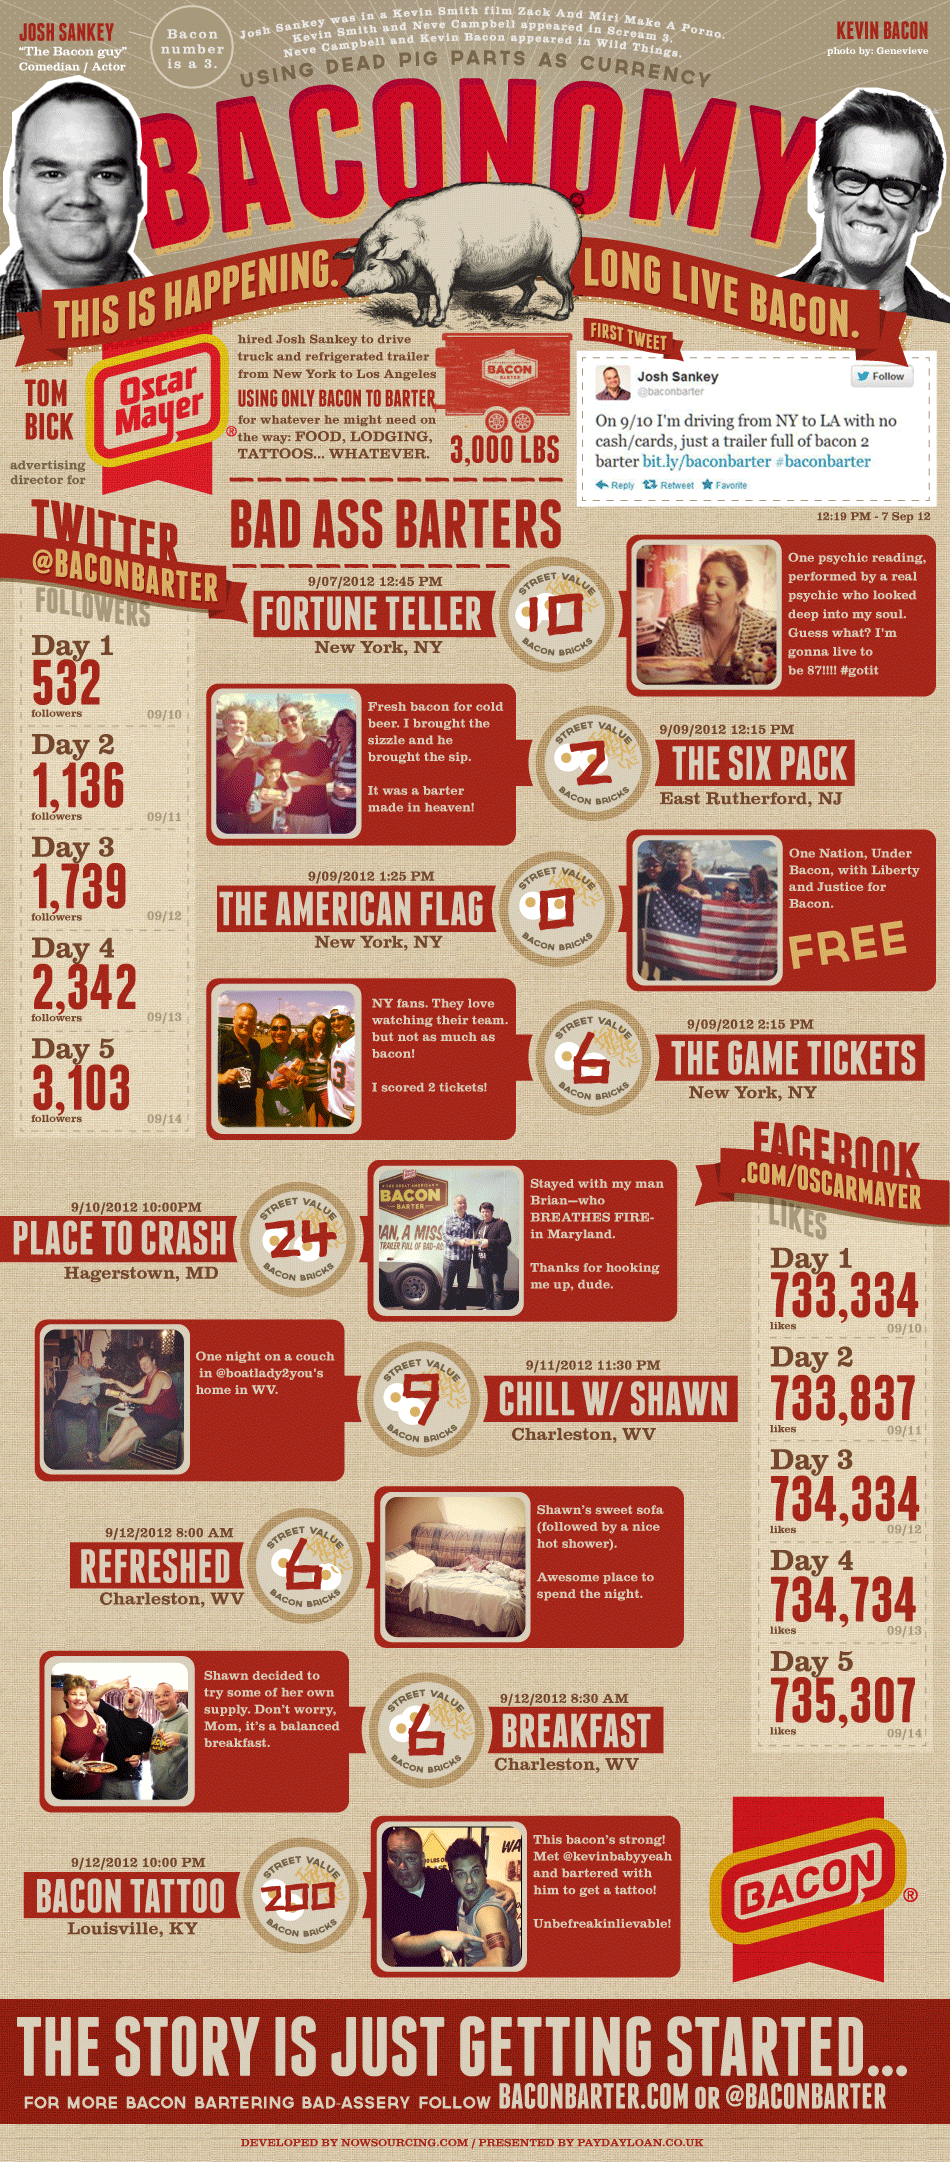 JOSH SANKEY
"The Bacon guy"
Comedian / Actor
Bacon
number
is a 3.
Josh Sankey was in a Kevin Smith film Zack And Miri Make A Porno.
Kevin Smith and Neve Campbell appeared in Scream 3.
Neve Campbell and Kevin Bacon appeared in Wild Things.
KEVIN BACON
photo by: Genevieve
USING DEAD PIG PARTS AS CURRENCY
BACONOMY
THIS IS HAPPENING.
LONG LIVE BACON.
TOM
BICK
advertising
director for
Oscar
Mayer
®
hired Josh Sankey to drive
truck and refrigerated trailer
from New York to Los Angeles
USING ONLY BACON TO BARTER
for whatever he might need on
the way: FOOD, LODGING,
TATTOOS... WHATEVER.
BACON
BARTER
3,000 LBS
FIRST TWEET
Josh Sankey
@baconbarter
Follow
On 9/10 I'm driving from NY to LA with no
cash/cards, just a trailer full of bacon 2
barter bit.ly/baconbarter #baconbarter
Reply Retweet Favorite
12:19 PM - 7 Sep 12
TWITTER
@BACONBARTER
FOLLOWERS
Day 1
532
followers
09/10
Day 2
1,136
followers
09/11
Day 3
1,739
followers
09/12
Day 4
2,342
followers
09/13
Day 5
3,103
followers
09/14
BAD ASS BARTERS
9/07/2012 12:45 PM
FORTUNE TELLER
New York, NY
STREET VALUE
10
BACON BRICKS
One psychic reading,
performed by a real
psychic who looked
deep into my soul.
Guess what? I'm
gonna live to
be 87!!!! #gotit
Fresh bacon for cold
beer. I brought the
sizzle and he
brought the sip.
It was a barter
made in heaven!
STREET VALUE
2
BACON BRICKS
9/09/2012 12:15 PM
THE SIX PACK
East Rutherford, NJ
9/09/2012 1:25 PM
THE AMERICAN FLAG
New York, NY
STREET VALUE
0
BACON BRICKS
One Nation, Under
Bacon, with Liberty
and Justice for
Bacon.
FREE
NY fans. They love
watching their team.
but not as much as
bacon!
I scored 2 tickets!
3
STREET VALUE
6
BACON BRICKS
9/09/2012 2:15 PM
THE GAME TICKETS
New York, NY
FACEBOOK
.COM/OSCARMAYER
LIKES
Day 1
733,334
likes
09/10
Day 2
733,837
likes
09/11
Day 3
734,334
likes
09/12
Day 4
734,734
likes
09/13
Day 5
735,307
likes
09/14
9/10/2012 10:00PM
PLACE TO CRASH
Hagerstown, MD
STREET VALUE
24
BACON BRICKS
THE GREAT AMERICAN
BACON
BARTER
AN, A MISS
TRAILER FULL OF BAD-AS
Stayed with my man
Brian—who
BREATHES FIRE-
in Maryland.
Thanks for hooking
me up, dude.
One night on a couch
in @boatlady2you's
home in WV.
STREET VALUE
9
BACON BRICKS
9/11/2012 11:30 PM
CHILL W/ SHAWN
Charleston, WV
9/12/2012 8:00 AM
REFRESHED
Charleston, WV
STREET VALUE
6
BACON BRICKS
Shawn's sweet sofa
(followed by a nice
hot shower).
Awesome place to
spend the night.
Shawn decided to
try some of her own
supply. Don't worry,
Mom, it's a balanced
breakfast.
STREET VALUE
6
BACON BRICKS
9/12/2012 8:30 AM
BREAKFAST
Charleston, WV
9/12/2012 10:00 PM
BACON TATTOO
Louisville, KY
STREET VALUE
200
BACON BRICKS
WA
This bacon's strong!
Met @kevinbabyyeah
and bartered with
him to get a tattoo!
Unbefreakinlievable!
BACON
®
THE STORY IS JUST GETTING STARTED...
FOR MORE BACON BARTERING BAD-ASSERY FOLLOW BACONBARTER.COM OR @BACONBARTER
DEVELOPED BY NOWSOURCING.COM / PRESENTED BY PAYDAYLOAN.CO.UK